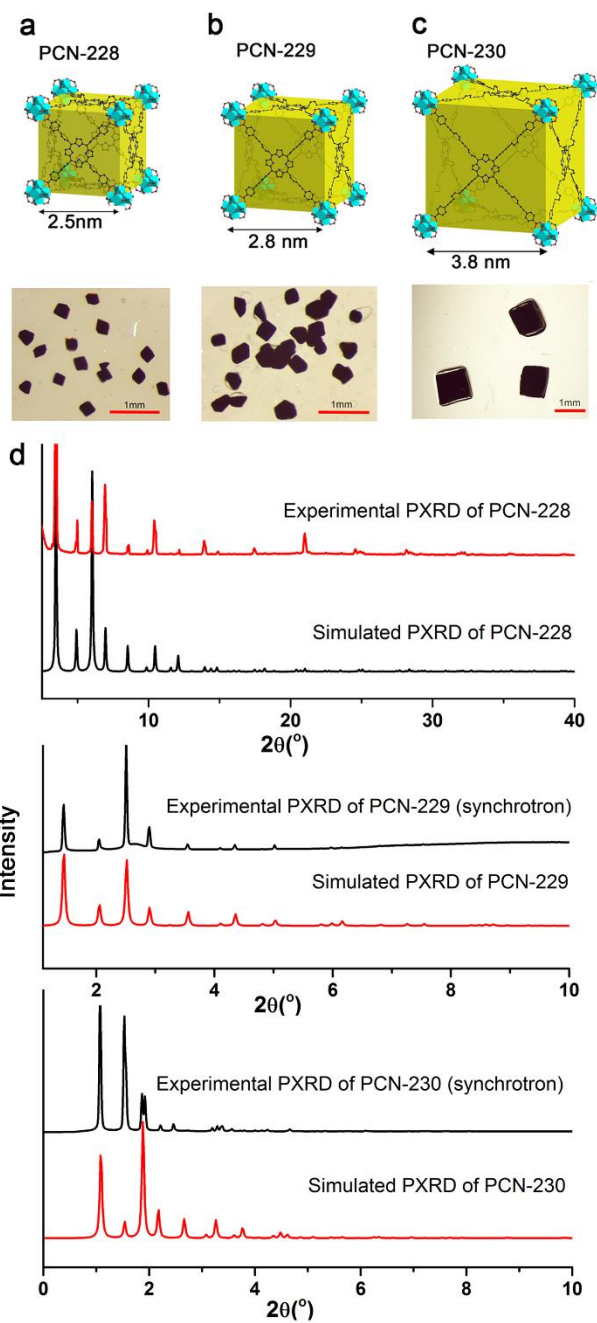 a
PCN-228
b
PCN-229
c
PCN-230
2.5nm
2.8 nm
3.8 nm
1mm
1mm
1mm
d
Experimental PXRD of PCN-228
Simulated PXRD of PCN-228
10 20 30 40
2θ(°)
Intensity
Experimental PXRD of PCN-229 (synchrotron)
Simulated PXRD of PCN-229
2 4 6 8 10
2θ(°)
Experimental PXRD of PCN-230 (synchrotron)
Simulated PXRD of PCN-230
0 2 4 6 8 10
2θ(°)